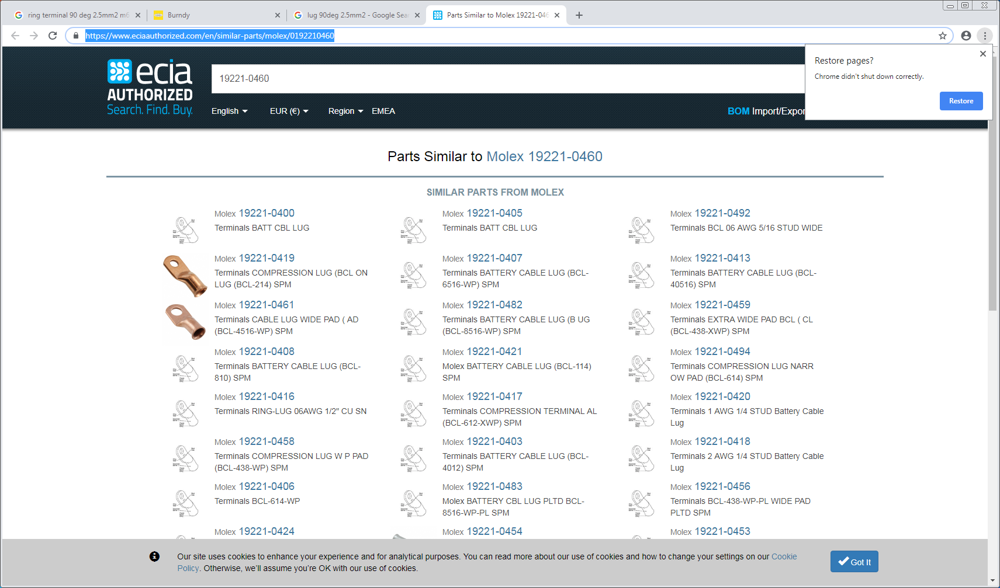 ring terminal 90 deg 2.5mm2 m6
Burndy
lug 90deg 2.5mm2 - Google Sear
Parts Similar to Molex 19221-046
https://www.eciaauthorized.com/en/similar-parts/molex/0192210460
Restore pages?
Chrome didn't shut down correctly.
Restore
ecia
AUTHORIZED
Search. Find. Buy.
19221-0460
English
EUR (€)
Region
EMEA
BOM Import/Expor
Parts Similar to Molex 19221-0460
SIMILAR PARTS FROM MOLEX
Molex 19221-0400
Terminals BATT CBL LUG
Molex 19221-0405
Terminals BATT CBL LUG
Molex 19221-0492
Terminals BCL 06 AWG 5/16 STUD WIDE
Molex 19221-0419
Terminals COMPRESSION LUG (BCL ON
LUG (BCL-214) SPM
Molex 19221-0407
Terminals BATTERY CABLE LUG (BCL-
6516-WP) SPM
Molex 19221-0413
Terminals BATTERY CABLE LUG (BCL-
40516) SPM
Molex 19221-0461
Terminals CABLE LUG WIDE PAD ( AD
(BCL-4516-WP) SPM
Molex 19221-0482
Terminals BATTERY CABLE LUG (B UG
(BCL-8516-WP) SPM
Molex 19221-0459
Terminals EXTRA WIDE PAD BCL ( CL
(BCL-438-XWP) SPM
Molex 19221-0408
Terminals BATTERY CABLE LUG (BCL-
810) SPM
Molex 19221-0421
Molex BATTERY CABLE LUG (BCL-114)
SPM
Molex 19221-0494
Terminals COMPRESSION LUG NARR
OW PAD (BCL-614) SPM
Molex 19221-0416
Terminals RING-LUG 06AWG 1/2" CU SN
Molex 19221-0417
Terminals COMPRESSION TERMINAL AL
(BCL-612-XWP) SPM
Molex 19221-0420
Terminals 1 AWG 1/4 STUD Battery Cable
Lug
Molex 19221-0458
Terminals COMPRESSION LUG W P PAD
(BCL-438-WP) SPM
Molex 19221-0403
Terminals BATTERY CABLE LUG (BCL-
4012) SPM
Molex 19221-0418
Terminals 2 AWG 1/4 STUD Battery Cable
Lug
Molex 19221-0406
Terminals BCL-614-WP
Molex 19221-0483
Molex BATTERY CBL LUG PLTD BCL-
8516-WP-PL SPM
Molex 19221-0456
Terminals BCL-438-WP-PL WIDE PAD
PLTD SPM
Molex 19221-0424
Molex 19221-0454
Molex 19221-0453
Our site uses cookies to enhance your experience and for analytical purposes. You can read more about our use of cookies and how to change your settings on our Cookie
Policy. Otherwise, we'll assume you're OK with our use of cookies.
Got It